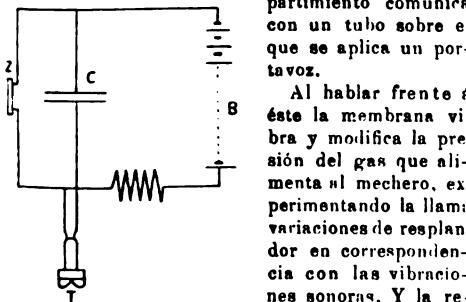 partimiento comunica
con un tubo sobre e
que se aplica un por-
tavoz.
Al hablar frente á
éste la membrana vi
bra y modifica la pre
sión del gas que ali-
menta al mechero, ex
perimentando la llama
variaciones de resplan
dor en corresponden-
cia con las vibracio-
nes sonoras. Y la re-
2
C
B
T